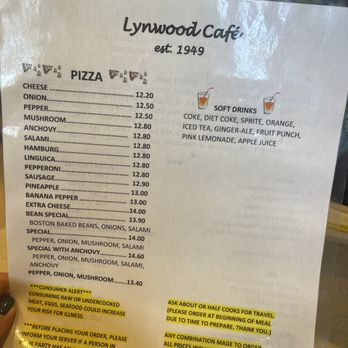 Lynwood Café
est. 1949
PIZZA
CHEESE 12.20
ONION 12.50
PEPPER 12.50
MUSHROOM 12.80
ANCHOVY 12.80
SALAMI 12.80
HAMBURG 12.80
LINGUICA 12.80
PEPPERONI 12.80
SAUSAGE 12.90
PINEAPPLE 13.00
BANANA PEPPER 13.00
EXTRA CHEESE 14.00
BEAN SPECIAL 13.90
BOSTON BAKED BEANS, ONIONS, SALAMI
SPECIAL 14.00
PEPPER, ONION, MUSHROOM, SALAMI
SPECIAL WITH ANCHOVY 14.60
PEPPER, ONION, MUSHROOM, SALAMI,
ANCHOVY
PEPPER, ONION, MUSHROOM 13.40
***CONSUMER ALERT***
CONSUMING RAW OR UNDERCOOKED
MEAT, EGGS, SEAFOOD COULD INCREASE
YOUR RISK FOR ILLNESS.
***BEFORE PLACING YOUR ORDER, PLEASE
INFORM YOUR SERVER IF A PERSON IN
SOFT DRINKS
COKE, DIET COKE, SPRITE, ORANGE,
ICED TEA, GINGER-ALE, FRUIT PUNCH,
PINK LEMONADE, APPLE JUICE
ASK ABOUT OR HALF COOKS FOR TRAVEL.
(PLEASE ORDER AT BEGINNING OF MEAL
DUE TO TIME TO PREPARE. THANK YOU.)
ANY COMBINATION MADE TO ORDER